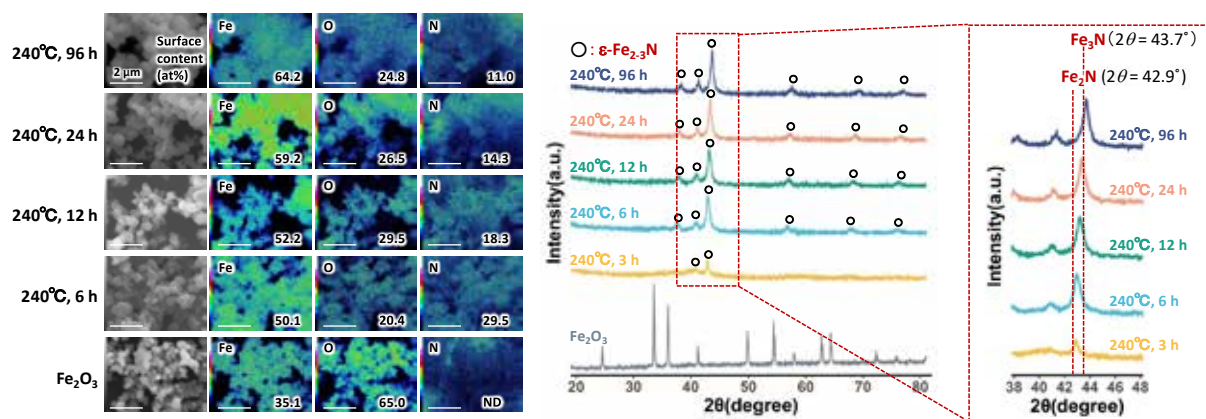 240℃, 96 h
2 μm
Surface
content
(at%)
Fe
64.2
O
24.8
N
11.0
240℃, 24 h
59.2
26.5
14.3
240℃, 12 h
Fe
52.2
O
29.5
N
18.3
240℃, 6 h
Fe
50.1
O
20.4
N
29.5
Fe₂O₃
Fe
35.1
O
65.0
N
ND
○ : ε-Fe₂₋₃N
240℃, 96 h
240℃, 24 h
240℃, 12 h
240℃, 6 h
240℃, 3 h
Fe₂O₃
Intensity(a.u.)
20 30 40 50 60 70 80
2θ(degree)
Fe₃N (2θ = 43.7˚)
Fe₂N (2θ = 42.9˚)
240℃, 96 h
240℃, 24 h
240℃, 12 h
240℃, 6 h
240℃, 3 h
Intensity(a.u.)
38 40 42 44 46 48
2θ(degree)